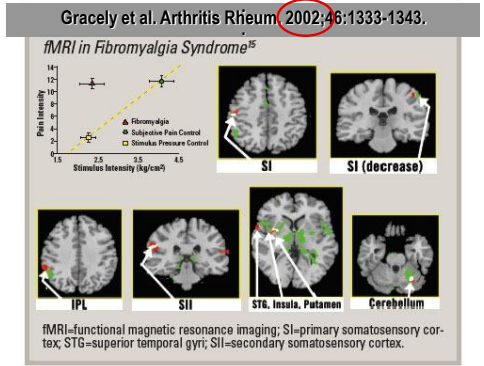 Gracely et al. Arthritis Rheum. 2002;46:1333-1343.
fMRI in Fibromyalgia Syndrome¹⁵
14
12
10
8
6
4
2
0
Pain Intensity
Fibromyalgia
Subjective Pain Control
Stimulus Pressure Control
1.5 2.5 3.5 4.5
Stimulus Intensity (kg/cm²)
SI
SI (decrease)
IPL
SII
STG, Insula, Putamen
Cerebellum
fMRI=functional magnetic resonance imaging; SI=primary somatosensory cor-
tex; STG=superior temporal gyri; SII=secondary somatosensory cortex.